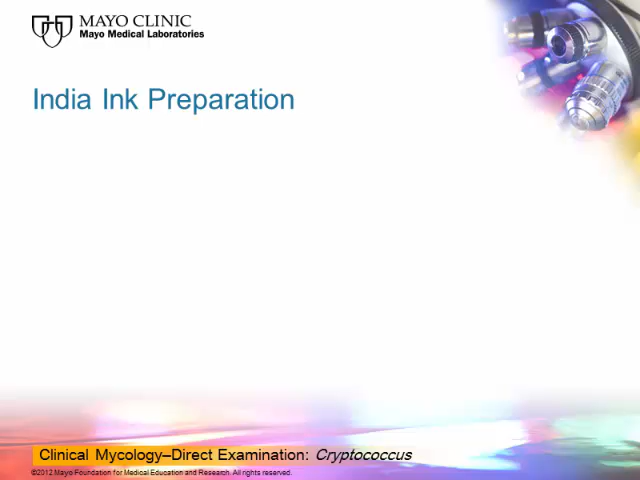 MAYO CLINIC
Mayo Medical Laboratories
India Ink Preparation
Clinical Mycology–Direct Examination: Cryptococcus
©2012 Mayo Foundation for Medical Education and Research. All rights reserved.